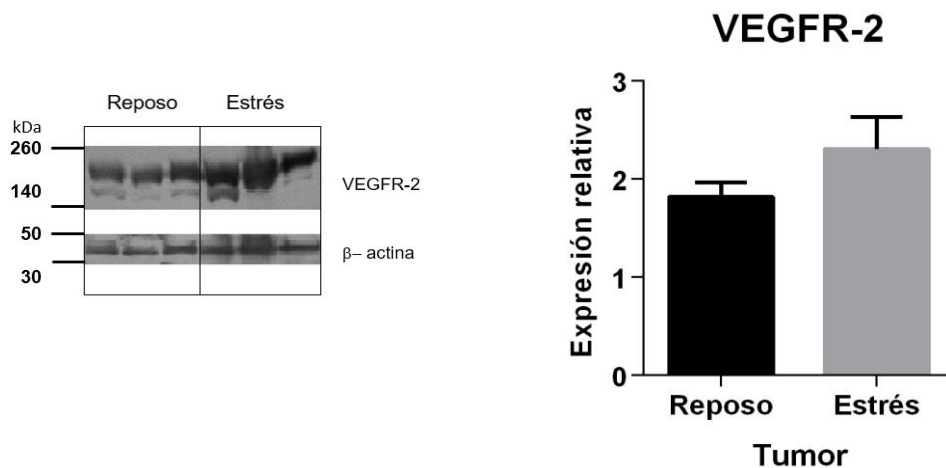 Reposo Estrés
kDa
260
VEGFR-2
140
50
β– actina
30
VEGFR-2
Expresión relativa
3
2
1
0
Reposo Estrés
Tumor